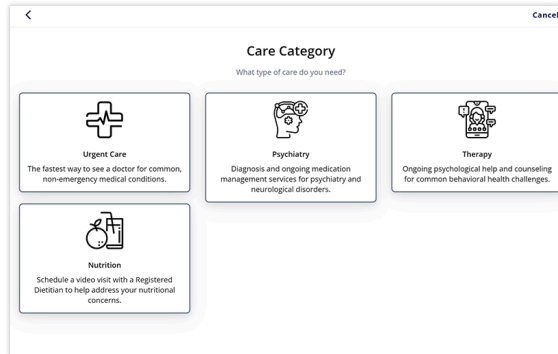 Cancel
Care Category
What type of care do you need?
Urgent Care
The fastest way to see a doctor for common,
non-emergency medical conditions.
Psychiatry
Diagnosis and ongoing medication
management services for psychiatry and
neurological disorders.
Therapy
Ongoing psychological help and counseling
for common behavioral health challenges.
Nutrition
Schedule a video visit with a Registered
Dietitian to help address your nutritional
concerns.